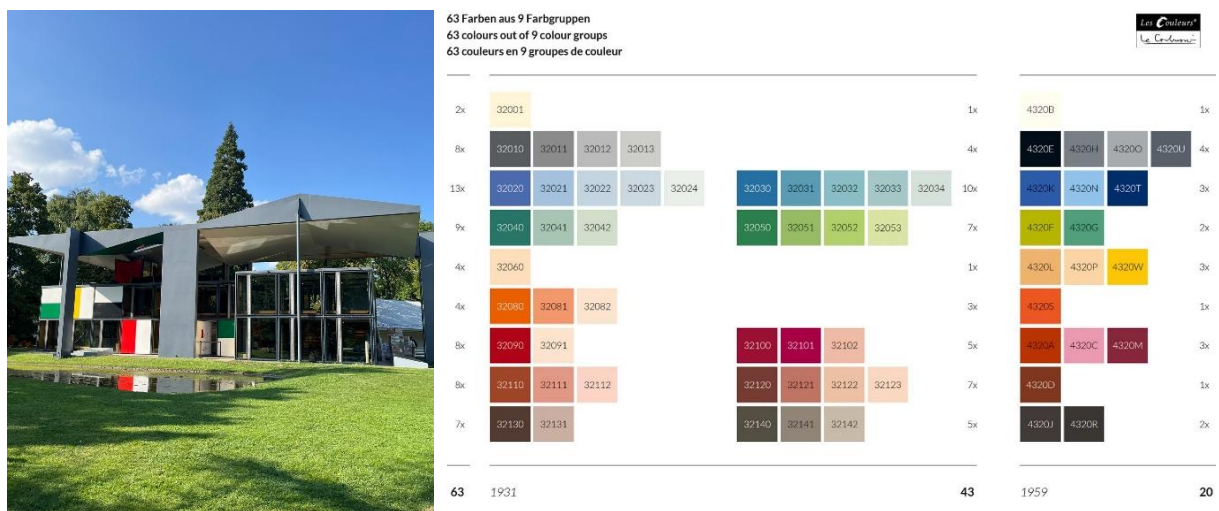 63 Farben aus 9 Farbgruppen
63 colours out of 9 colour groups
63 couleurs en 9 groupes de couleur
Les Couleurs®
Le Corbusier
2x 32001 1x 4320B 1x
8x 32010 32011 32012 32013 4x 4320E 4320H 4320O 4320U 4x
13x 32020 32021 32022 32023 32024 32030 32031 32032 32033 32034 10x 4320K 4320N 4320T 3x
9x 32040 32041 32042 32050 32051 32052 32053 7x 4320F 4320G 2x
4x 32060 1x 4320L 4320P 4320W 3x
4x 32080 32081 32082 3x 4320S 1x
8x 32090 32091 32100 32101 32102 5x 4320A 4320C 4320M 3x
8x 32110 32111 32112 32120 32121 32122 32123 7x 4320D 1x
7x 32130 32131 32140 32141 32142 5x 4320J 4320R 2x
63 1931 43 1959 20